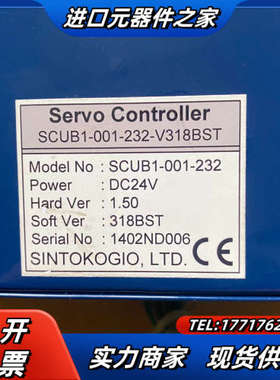 进口元器件之家
Servo Controller
SCUB1-001-232-V318BST
Model No : SCUB1-001-232
Power : DC24V
Hard Ver : 1.50
Soft Ver : 318BST
Serial No : 1402ND006
SINTOKOGIO, LTD.
CE
开
票
TEL:1771762
实力商家 现货